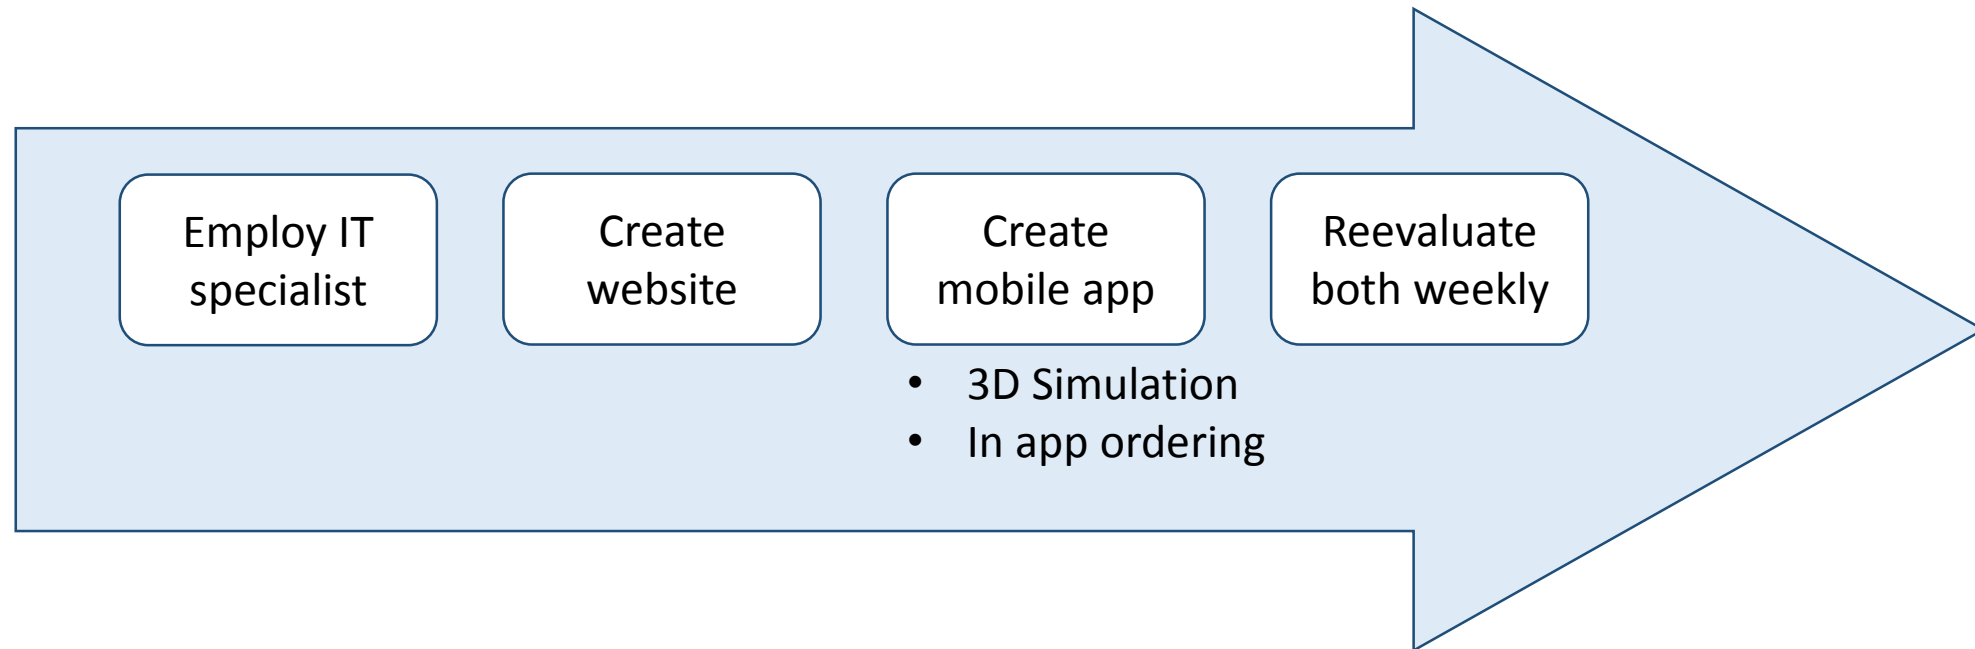 Employ IT
specialist
Create
website
Create
mobile app
• 3D Simulation
• In app ordering
Reevaluate
both weekly